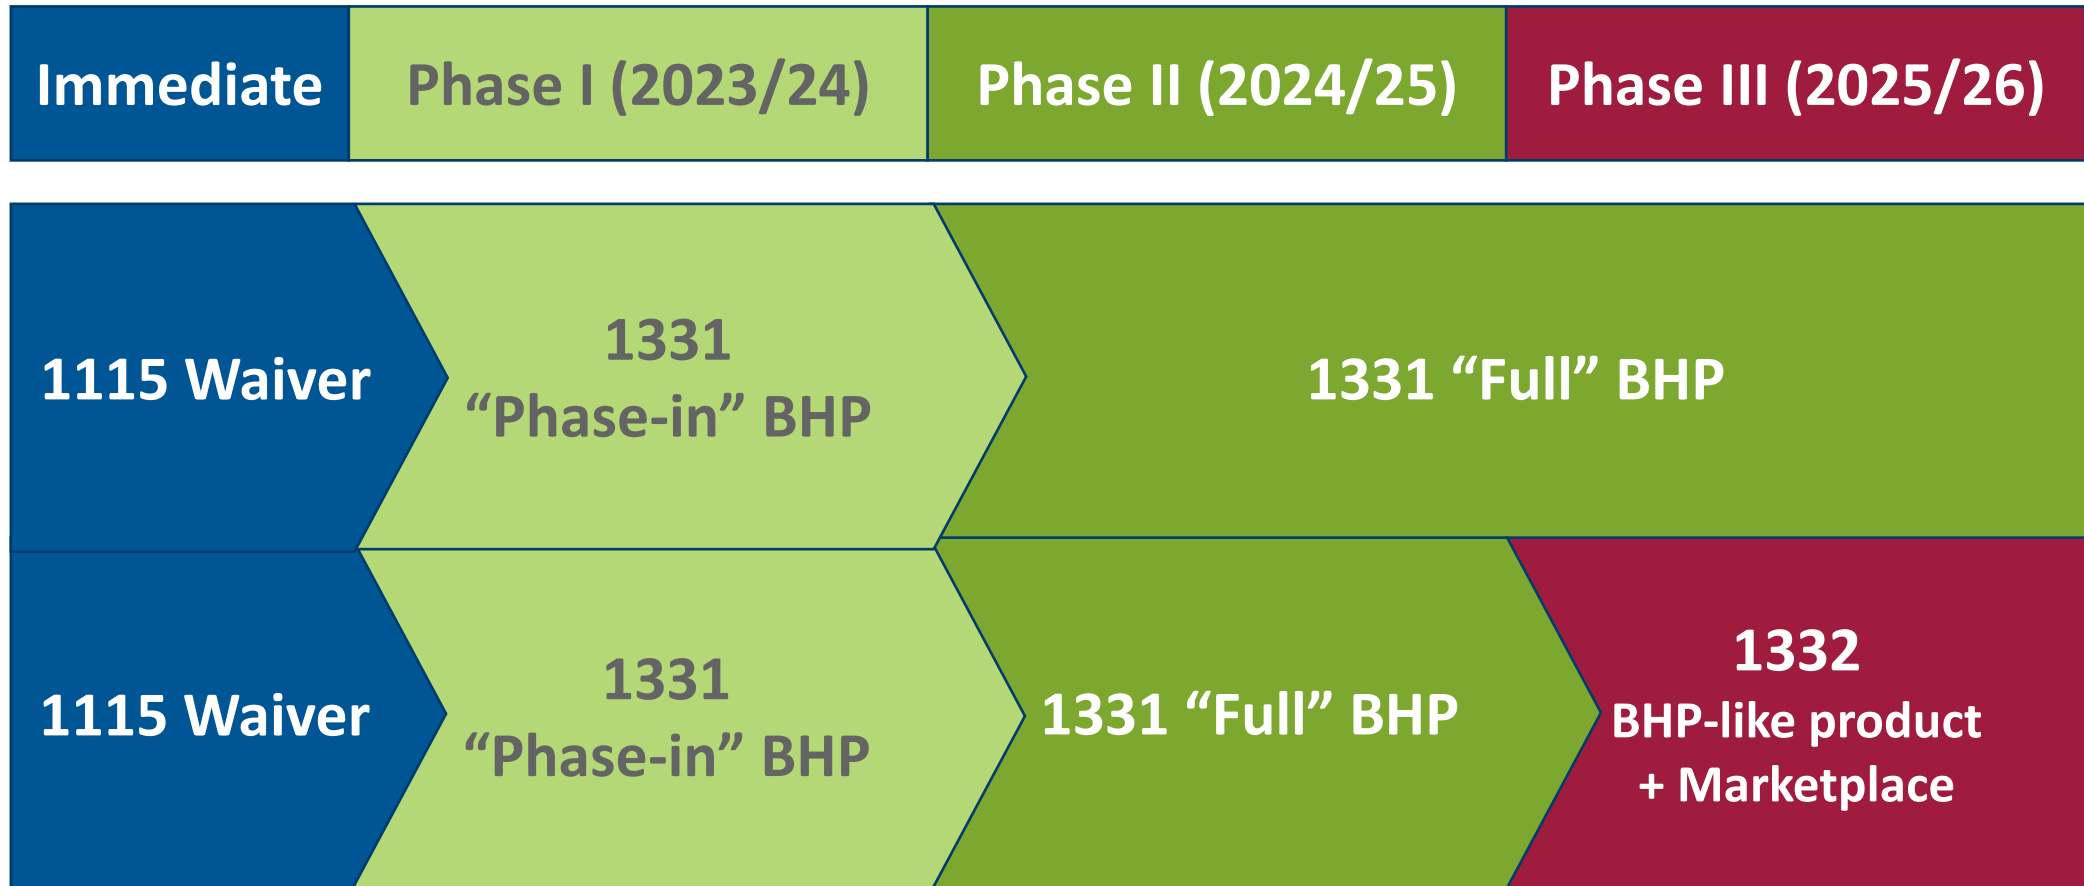 Immediate
Phase I (2023/24)
Phase II (2024/25)
Phase III (2025/26)
1115 Waiver
1331
“Phase-in” BHP
1331 “Full” BHP
1115 Waiver
1331
“Phase-in” BHP
1331 “Full” BHP
1332
BHP-like product
+ Marketplace